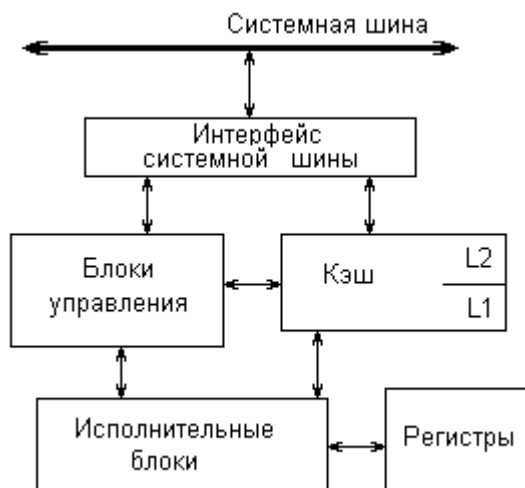 Системная шина
Интерфейс
системной шины
Блоки
управления
Кэш
L2
L1
Исполнительные
блоки
Регистры